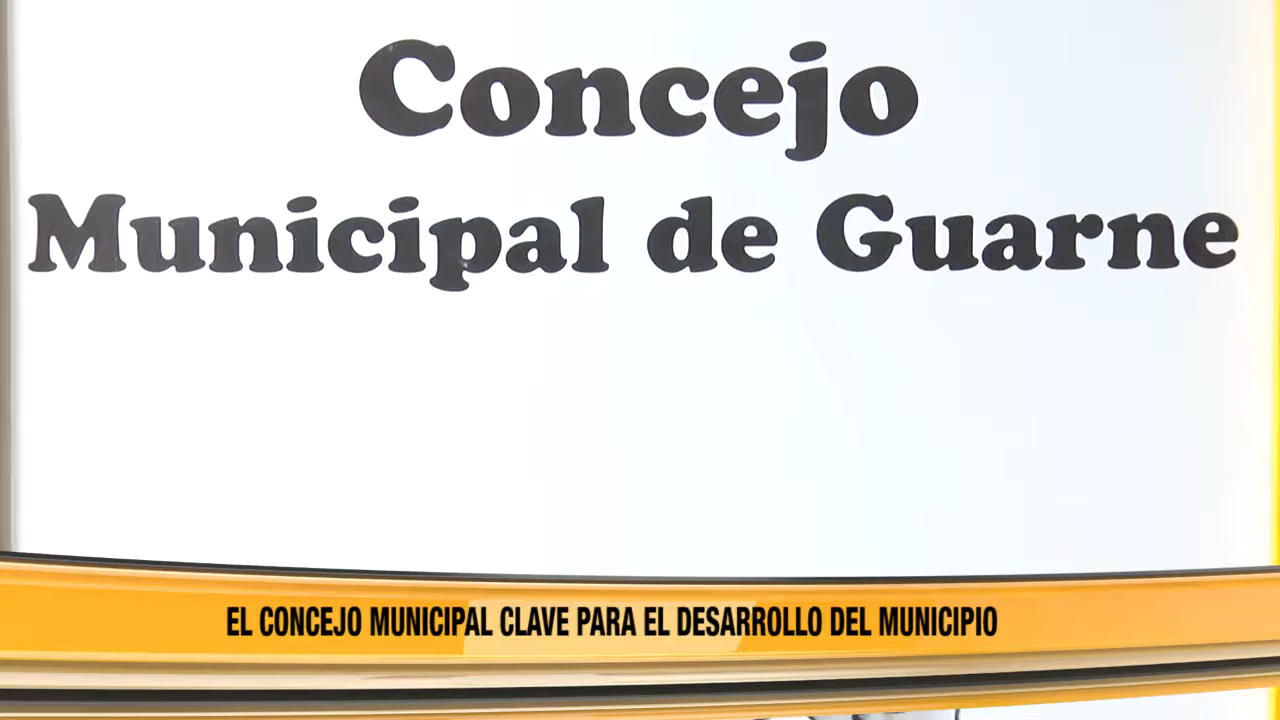 Concejo
Municipal de Guarne
EL CONCEJO MUNICIPAL CLAVE PARA EL DESARROLLO DEL MUNICIPIO